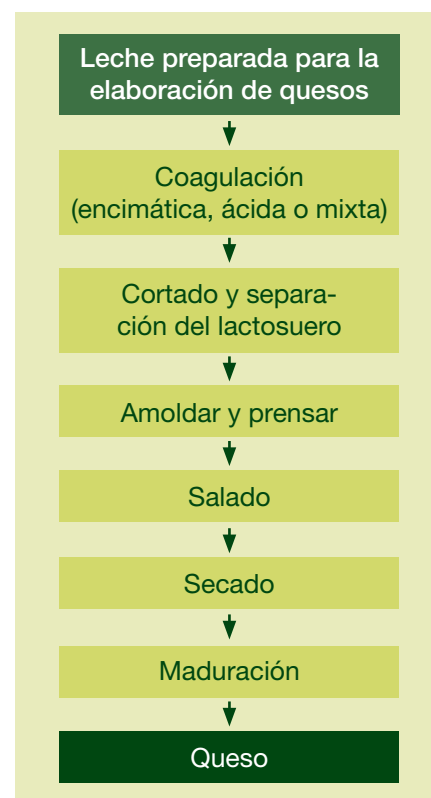 Leche preparada para la
elaboración de quesos
Coagulación
(encimática, ácida o mixta)
Cortado y separa-
ción del lactosuero
Amoldar y prensar
Salado
Secado
Maduración
Queso